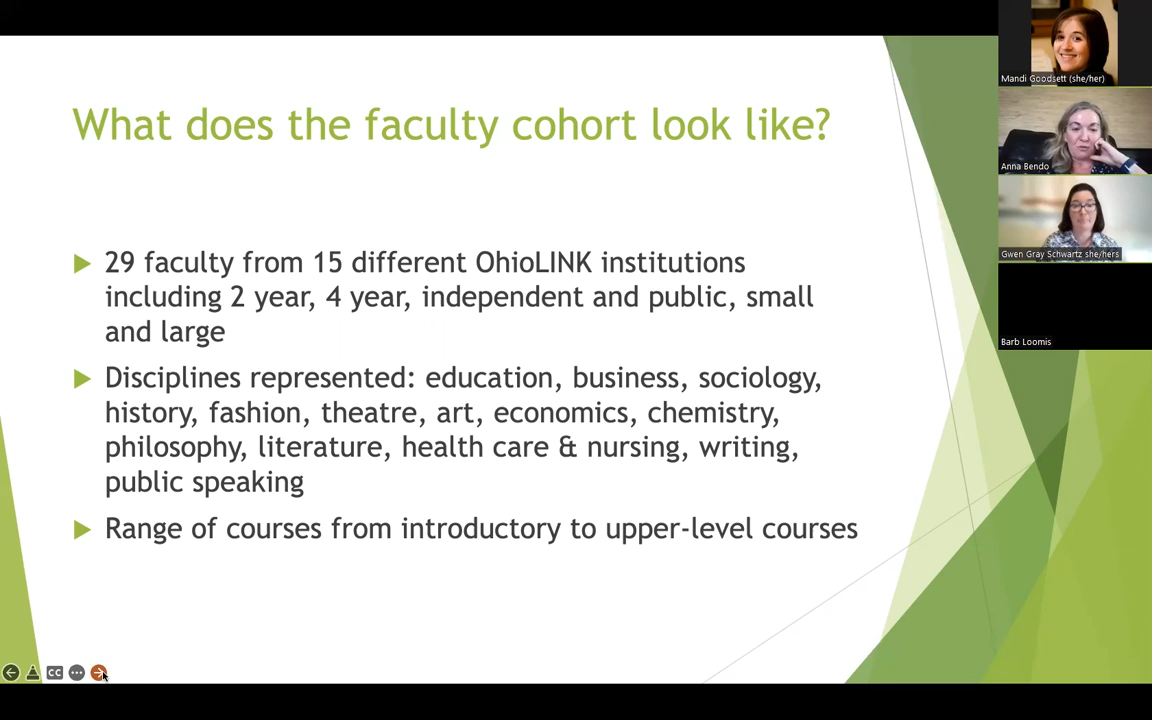 What does the faculty cohort look like?
29 faculty from 15 different OhioLINK institutions
including 2 year, 4 year, independent and public, small
and large
Disciplines represented: education, business, sociology,
history, fashion, theatre, art, economics, chemistry,
philosophy, literature, health care & nursing, writing,
public speaking
Range of courses from introductory to upper-level courses
Mandi Goodsett (she/her)
Anna Bendo
Gwen Gray Schwartz she/hers
Barb Loomis
CC